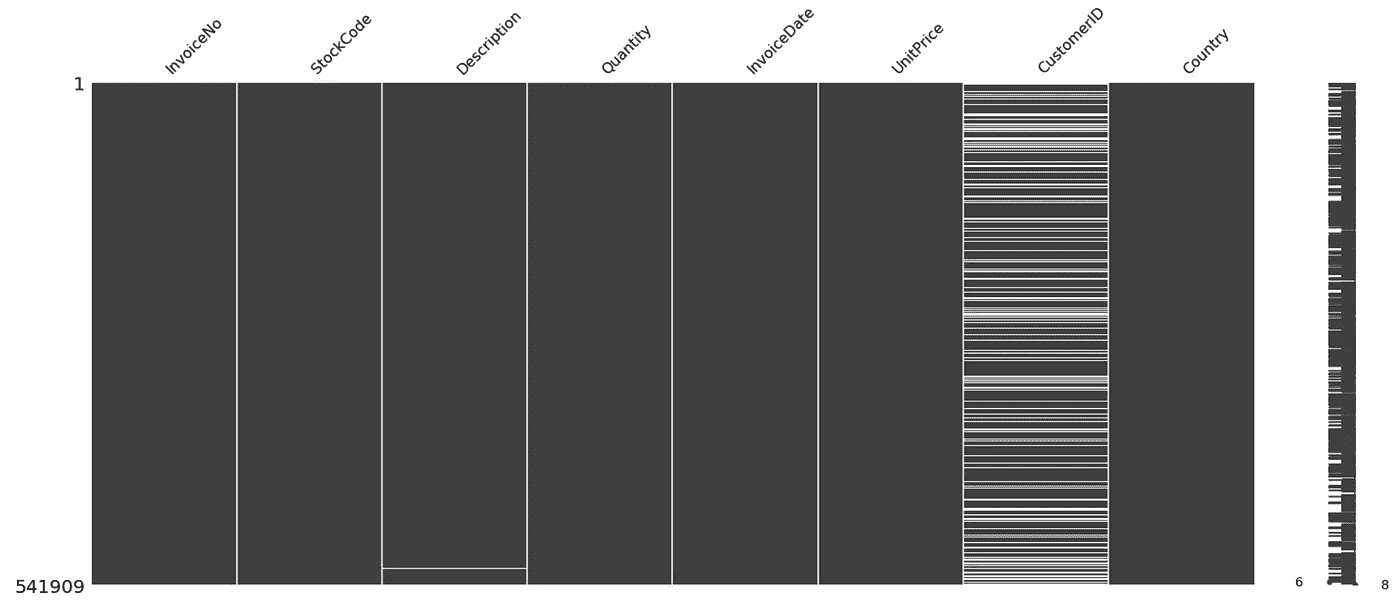 InvoiceNo
StockCode
Description
Quantity
InvoiceDate
UnitPrice
CustomerID
Country
1
541909
6
8